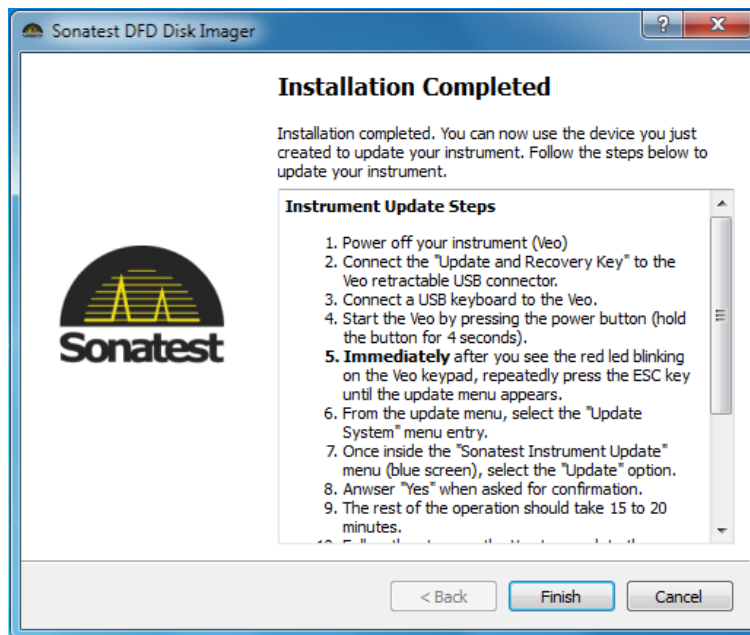 Sonatest DFD Disk Imager
Installation Completed
Installation completed. You can now use the device you just
created to update your instrument. Follow the steps below to
update your instrument.
Instrument Update Steps
1. Power off your instrument (Veo)
2. Connect the "Update and Recovery Key" to the
Veo retractable USB connector.
3. Connect a USB keyboard to the Veo.
4. Start the Veo by pressing the power button (hold
the button for 4 seconds).
5. Immediately after you see the red led blinking
on the Veo keypad, repeatedly press the ESC key
until the update menu appears.
6. From the update menu, select the "Update
System" menu entry.
7. Once inside the "Sonatest Instrument Update"
menu (blue screen), select the "Update" option.
8. Anwser "Yes" when asked for confirmation.
9. The rest of the operation should take 15 to 20
minutes.
Sonatest
< Back
Finish
Cancel